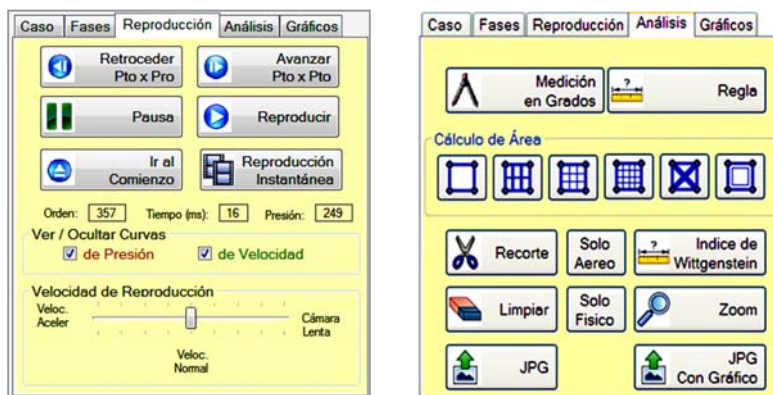 Caso Fases Reproducción Análisis Gráficos
Retroceder
Pto x Pro
Avanzar
Pto x Pto
Pausa
Reproducir
Ir al
Comienzo
Reproducción
Instantánea
Orden: 357 Tiempo (ms): 16 Presión: 249
Ver / Ocultar Curvas
de Presión de Velocidad
Velocidad de Reproducción
Veloc.
Aceler
Cámara
Lenta
Veloc.
Normal
Caso Fases Reproducción Análisis Gráficos
Medición
en Grados
?
Regla
Cálculo de Área
Recorte
Solo
Aereo
?
Indice de
Wittgenstein
Limpiar
Solo
Fisico
Zoom
JPG
JPG
Con Gráfico